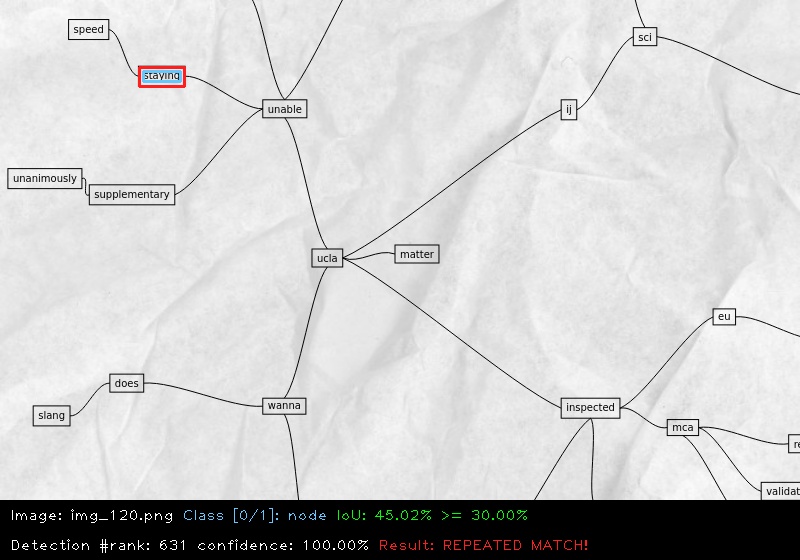 speed
sci
staying
unable
ij
unanimously
supplementary
ucla
matter
eu
does
slang
wanna
inspected
mca
re
validat
Image: img_120.png Class [0/1]: node IoU: 45.02% >= 30.00%
Detection #rank: 631 confidence: 100.00% Result: REPEATED MATCH!